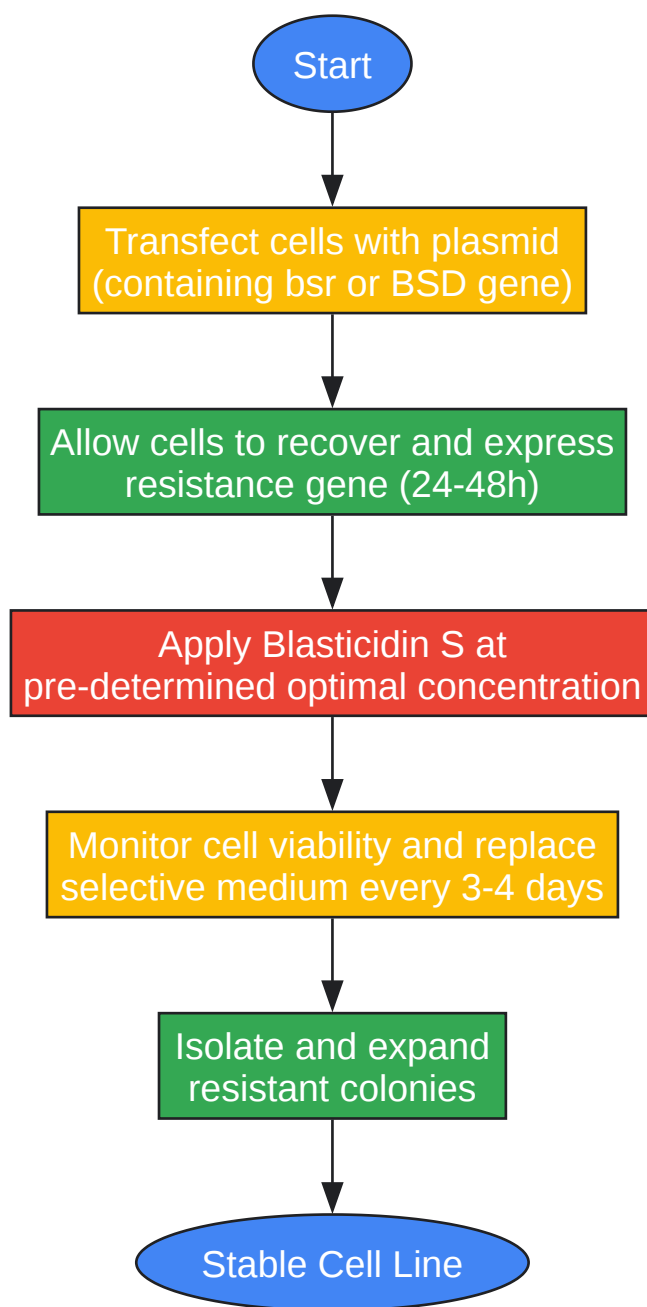 Start
Transfect cells with plasmid
(containing bsr or BSD gene)
Allow cells to recover and express
resistance gene (24-48h)
Apply Blasticidin S at
pre-determined optimal concentration
Monitor cell viability and replace
selective medium every 3-4 days
Isolate and expand
resistant colonies
Stable Cell Line